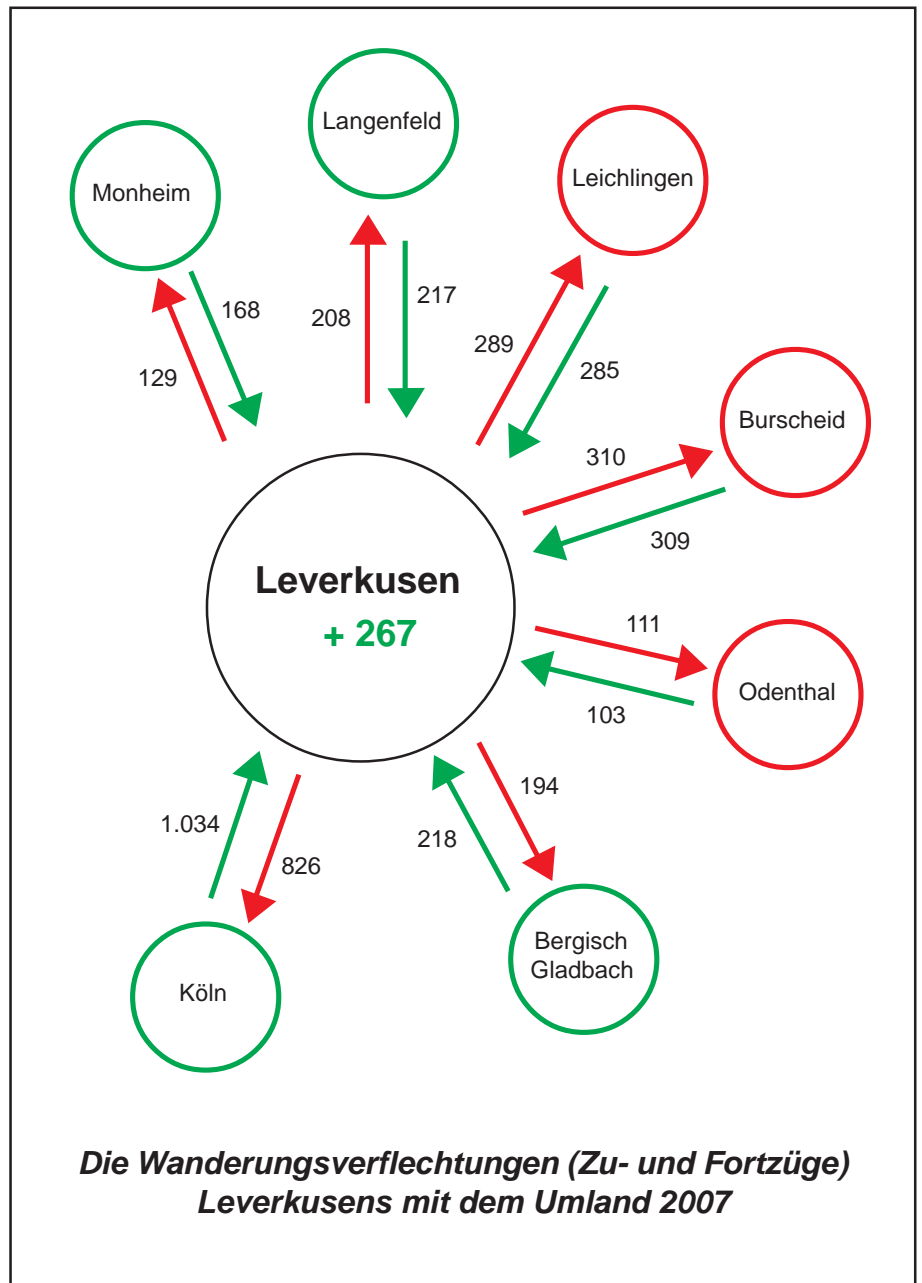 Langenfeld
Monheim
Leichlingen
168
129
208
217
289
285
Burscheid
310
309
Leverkusen
+ 267
111
103
Odenthal
194
218
1.034
826
Bergisch
Gladbach
Köln
Die Wanderungsverflechtungen (Zu- und Fortzüge)
Leverkusens mit dem Umland 2007